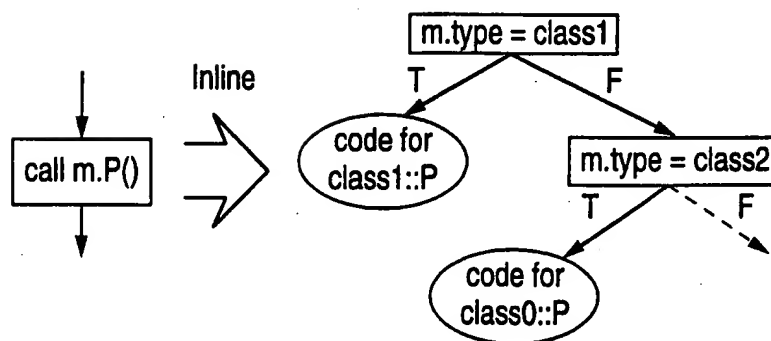 m.type = class1
Inline
T
F
call m.P()
code for
class1::P
m.type = class2
T
F
code for
class0::P